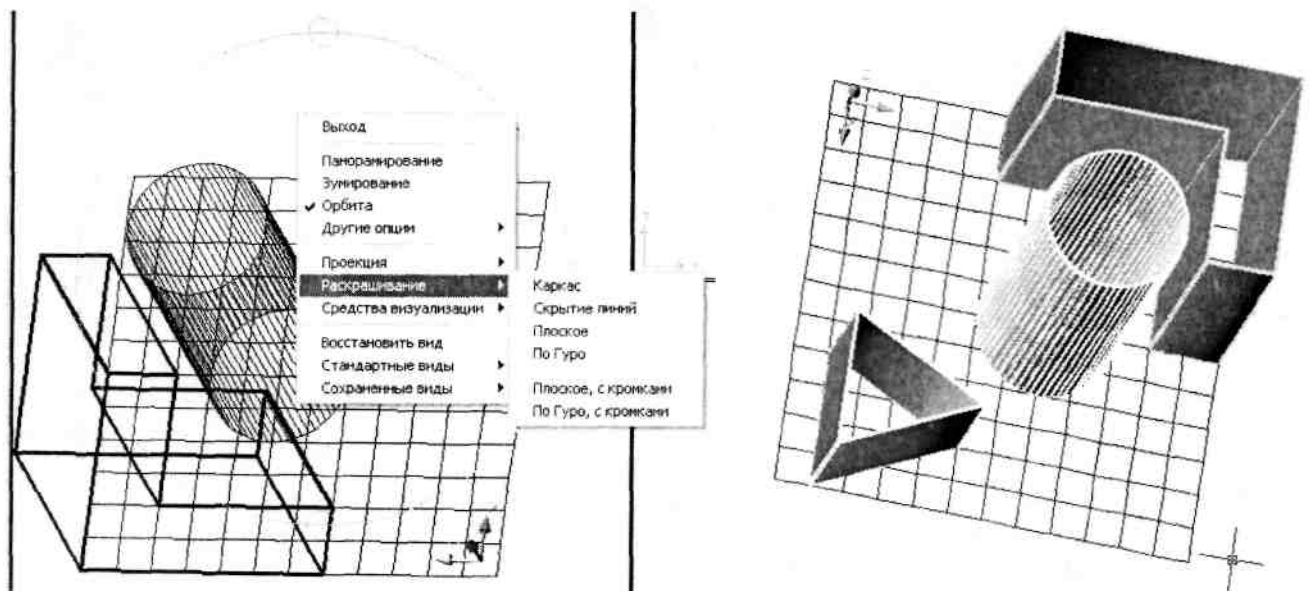 Выход
Панорамирование
Зумирование
Орбита
Другие опции
Проекция
Раскрашивание
Средства визуализации
Восстановить вид
Стандартные виды
Сохраненные виды
Каркас
Скрытие линий
Плоское
По Гуро
Плоское, с кромками
По Гуро, с кромками